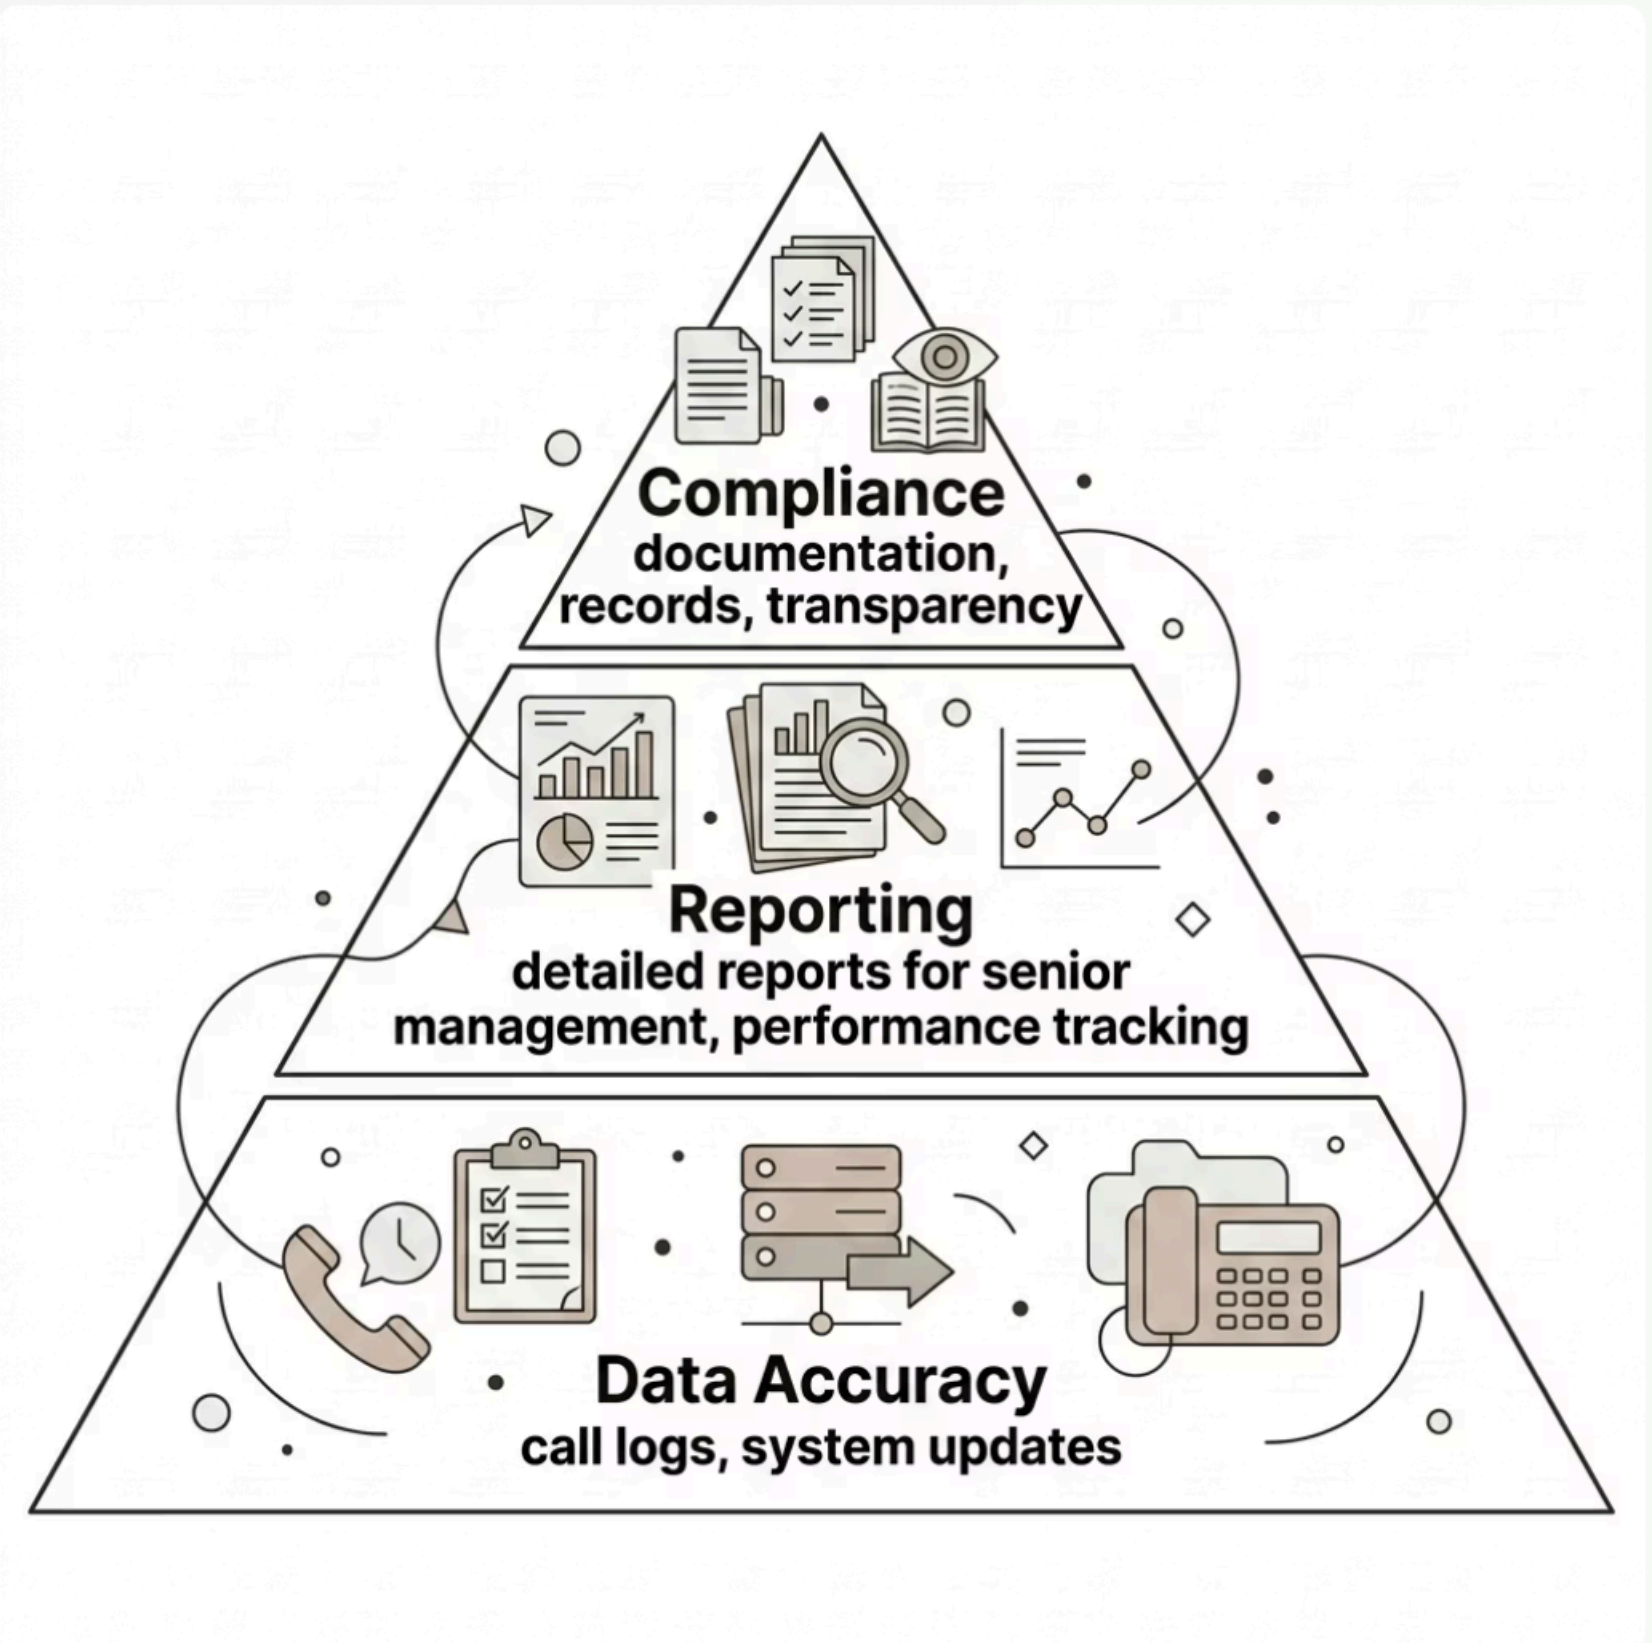 Compliance
documentation,
records, transparency
Reporting
detailed reports for senior
management, performance tracking
Data Accuracy
call logs, system updates